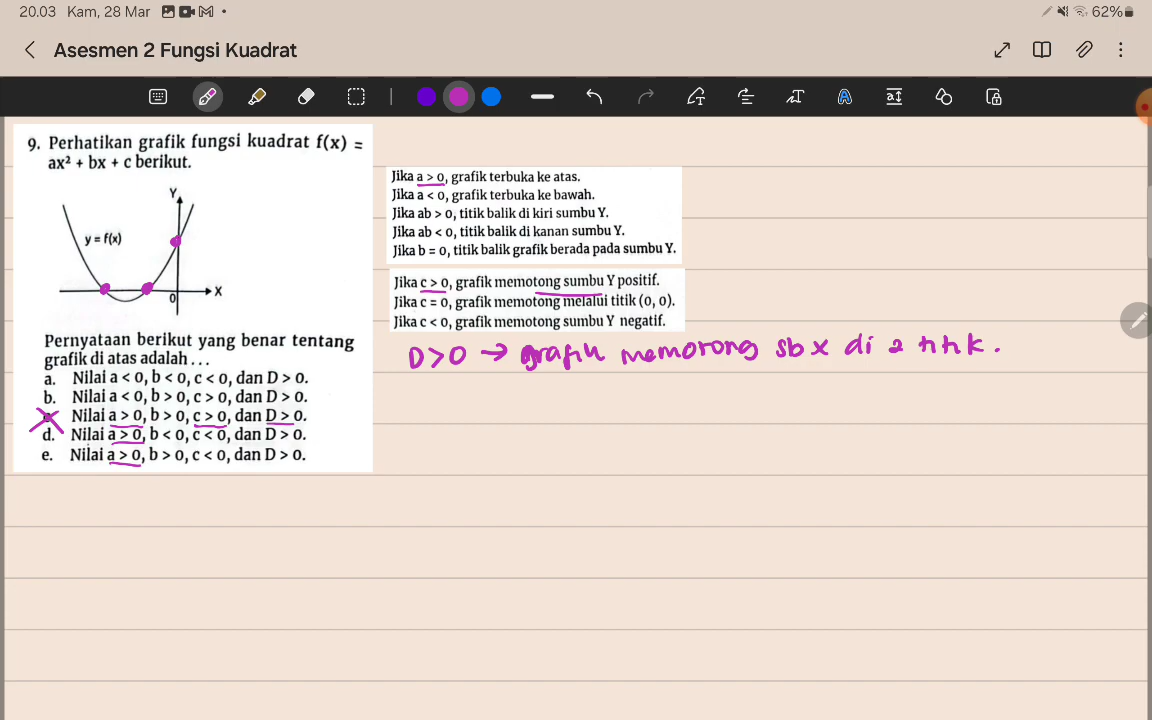 20.03 Kam, 28 Mar
62%
Asesmen 2 Fungsi Kuadrat
9. Perhatikan grafik fungsi kuadrat f(x) =
ax² + bx + c berikut.
Y
y = f(x)
0
X
Pernyataan berikut yang benar tentang
grafik di atas adalah . . .
a. Nilai a < 0, b < 0, c < 0, dan D > 0.
b. Nilai a < 0, b > 0, c > 0, dan D > 0.
Nilai a > 0, b > 0, c > 0, dan D > 0.
d. Nilai a > 0, b < 0, c < 0, dan D > 0.
e. Nilai a > 0, b > 0, c < 0, dan D > 0.
Jika a > 0, grafik terbuka ke atas.
Jika a < 0, grafik terbuka ke bawah.
Jika ab > 0, titik balik di kiri sumbu Y.
Jika ab < 0, titik balik di kanan sumbu Y.
Jika b = 0, titik balik grafik berada pada sumbu Y.
Jika c > 0, grafik memotong sumbu Y positif.
Jika c = 0, grafik memotong melalui titik (0, 0).
Jika c < 0, grafik memotong sumbu Y negatif.
D>0 → grafik memotong sb x di 2 titik.